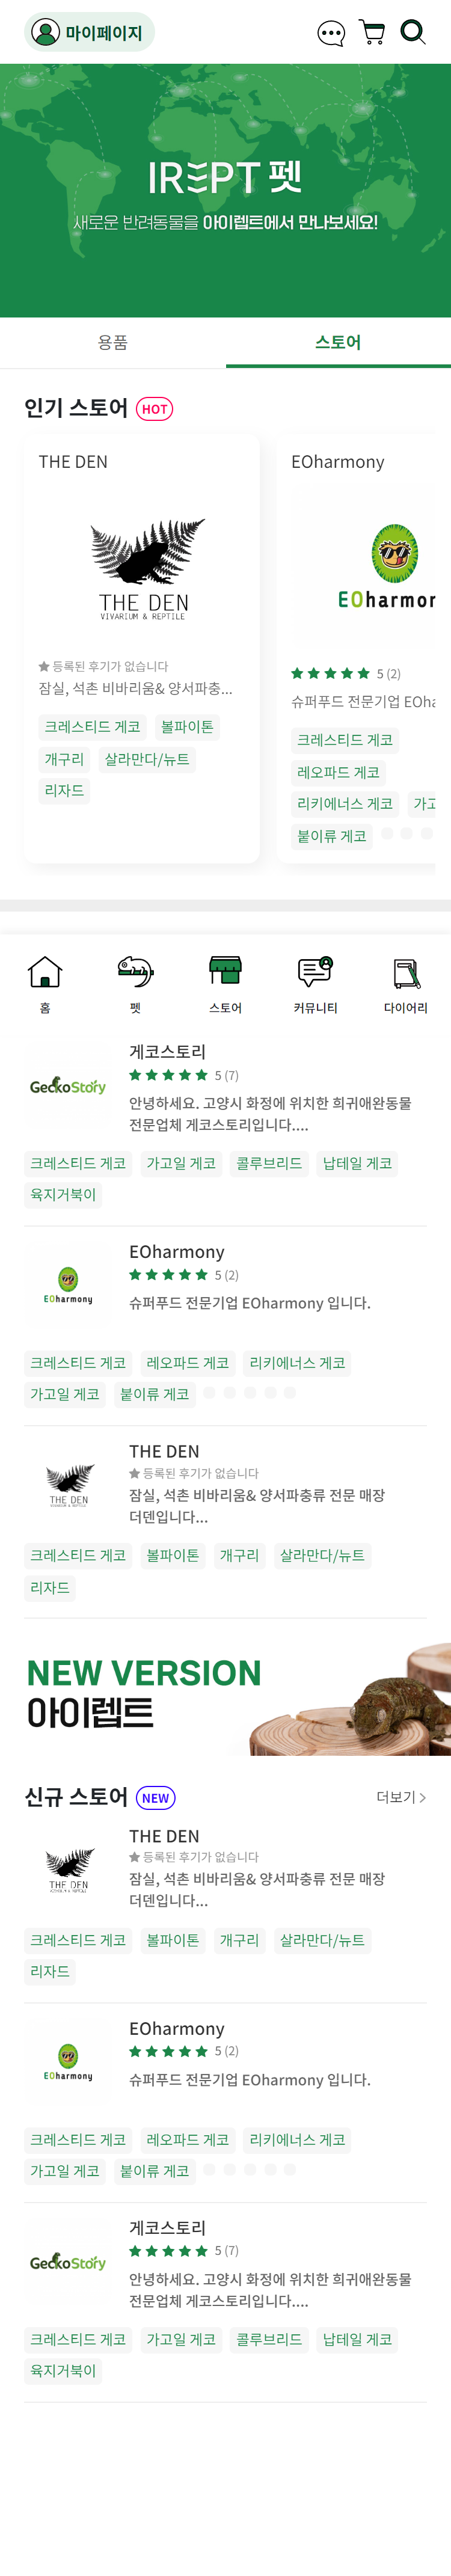 마이페이지
IREPT 펫
새로운 반려동물을 아이렙트에서 만나보세요!
용품
스토어
인기 스토어 HOT
THE DEN
THE DEN
VIVARIUM & REPTILE
등록된 후기가 없습니다
잠실, 석촌 비바리움& 양서파충...
크레스티드 게코 볼파이톤
개구리 살라만다/뉴트
리자드
EOharmony
EOharmor
5 (2)
슈퍼푸드 전문기업 EOha
크레스티드 게코
레오파드 게코
리키에너스 게코 가고
붙이류 게코
홈
펫
스토어
커뮤니티
다이어리
GeckoStory
게코스토리
5 (7)
안녕하세요. 고양시 화정에 위치한 희귀애완동물
전문업체 게코스토리입니다....
크레스티드 게코 가고일 게코 콜루브리드 납테일 게코
육지거북이
EOharmony
EOharmony
5 (2)
슈퍼푸드 전문기업 EOharmony 입니다.
크레스티드 게코 레오파드 게코 리키에너스 게코
가고일 게코 붙이류 게코
THE DEN
THE DEN
등록된 후기가 없습니다
잠실, 석촌 비바리움& 양서파충류 전문 매장
더덴입니다...
크레스티드 게코 볼파이톤 개구리 살라만다/뉴트
리자드
NEW VERSION
아이렙트
신규 스토어 NEW
더보기
THE DEN
THE DEN
등록된 후기가 없습니다
잠실, 석촌 비바리움& 양서파충류 전문 매장
더덴입니다...
크레스티드 게코 볼파이톤 개구리 살라만다/뉴트
리자드
EOharmony
EOharmony
5 (2)
슈퍼푸드 전문기업 EOharmony 입니다.
크레스티드 게코 레오파드 게코 리키에너스 게코
가고일 게코 붙이류 게코
GeckoStory
게코스토리
5 (7)
안녕하세요. 고양시 화정에 위치한 희귀애완동물
전문업체 게코스토리입니다....
크레스티드 게코 가고일 게코 콜루브리드 납테일 게코
육지거북이